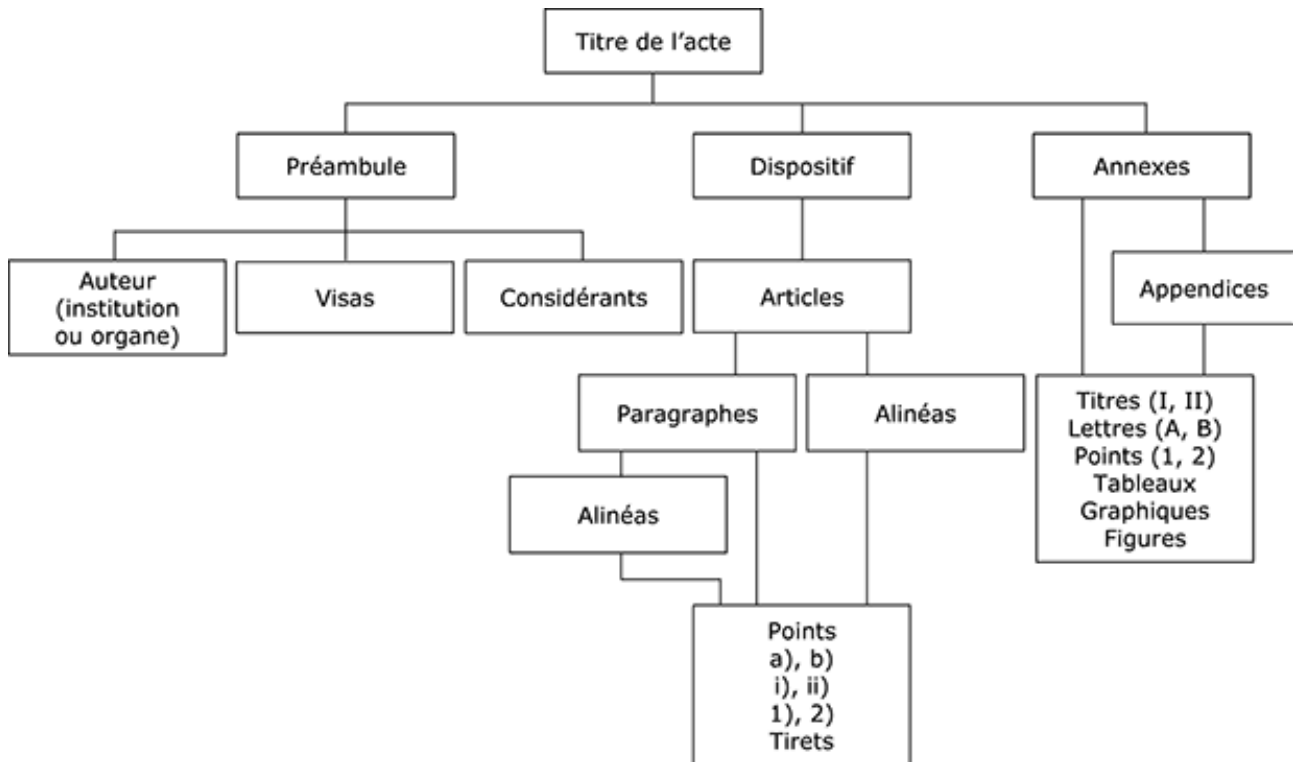 Titre de l'acte
Préambule
Dispositif
Annexes
Auteur
(institution
ou organe)
Visas
Considérants
Articles
Appendices
Paragraphes
Alinéas
Titres (I, II)
Lettres (A, B)
Points (1, 2)
Tableaux
Graphiques
Figures
Alinéas
Points
a), b)
i), ii)
1), 2)
Tirets